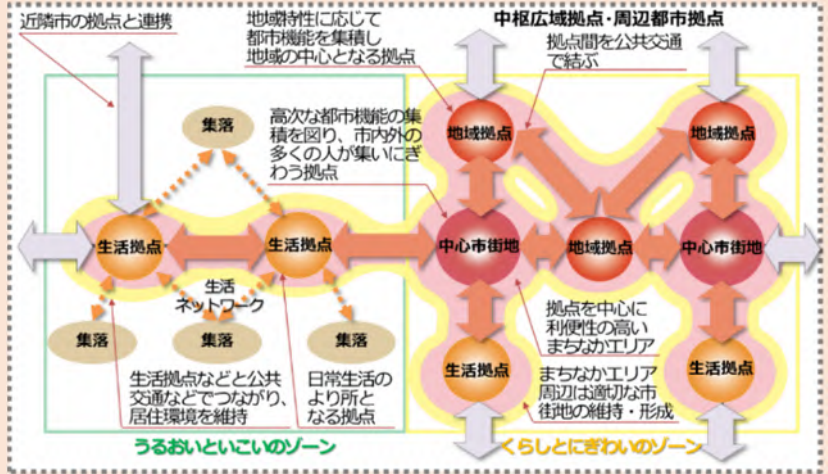 近隣市の拠点と連携
地域特性に応じて
都市機能を集積し
地域の中心となる拠点
中枢広域拠点・周辺都市拠点
拠点間を公共交通
で結ぶ
集落
高次な都市機能の集
積を図り、市内外の
多くの人が集いにぎ
わう拠点
地域拠点
地域拠点
生活拠点
生活拠点
中心市街地
地域拠点
中心市街地
生活
ネットワーク
集落
集落
集落
拠点を中心に
利便性の高い
まちなかエリア
生活拠点
生活拠点
生活拠点などと公共
交通などでつながり、
居住環境を維持
日常生活の
より所と
なる拠点
まちなかエリア
周辺は適切な市
街地の維持・形成
うるおいといこいのゾーン
くらしとにぎわいのゾーン